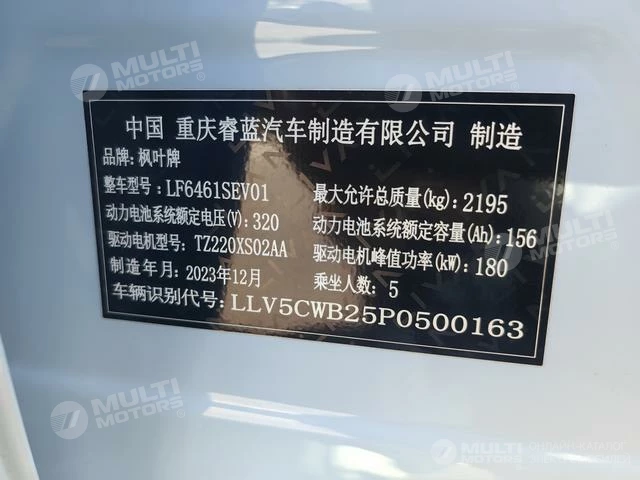 MULTI
MOTORS®
MULTI
MOTORS
中国 重庆睿蓝汽车制造有限公司 制造
品牌: 枫叶牌
整车型号: LF6461SEV01 最大允许总质量(kg): 2195
动力电池系统额定电压(V): 320 动力电池系统额定容量(Ah): 156
驱动电机型号: TZ220XS02AA 驱动电机峰值功率(kW): 180
制造年月: 2023年12月 乘坐人数: 5
车辆识别代号: LLV5CWB25P0500163
MULTI
MOTORS®
MULTI
MOTORS